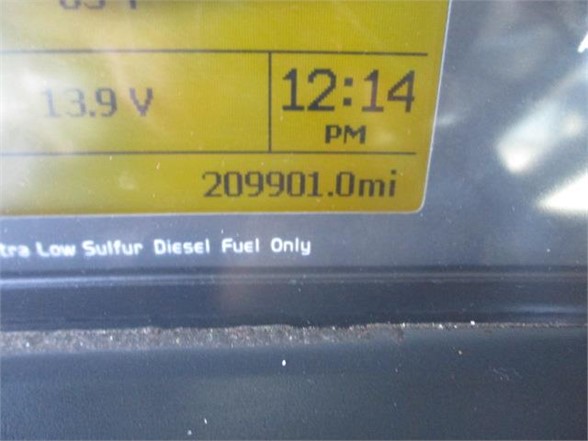 13.9 V
12:14
PM
209901.0mi
tra Low Sulfur Diesel Fuel Only